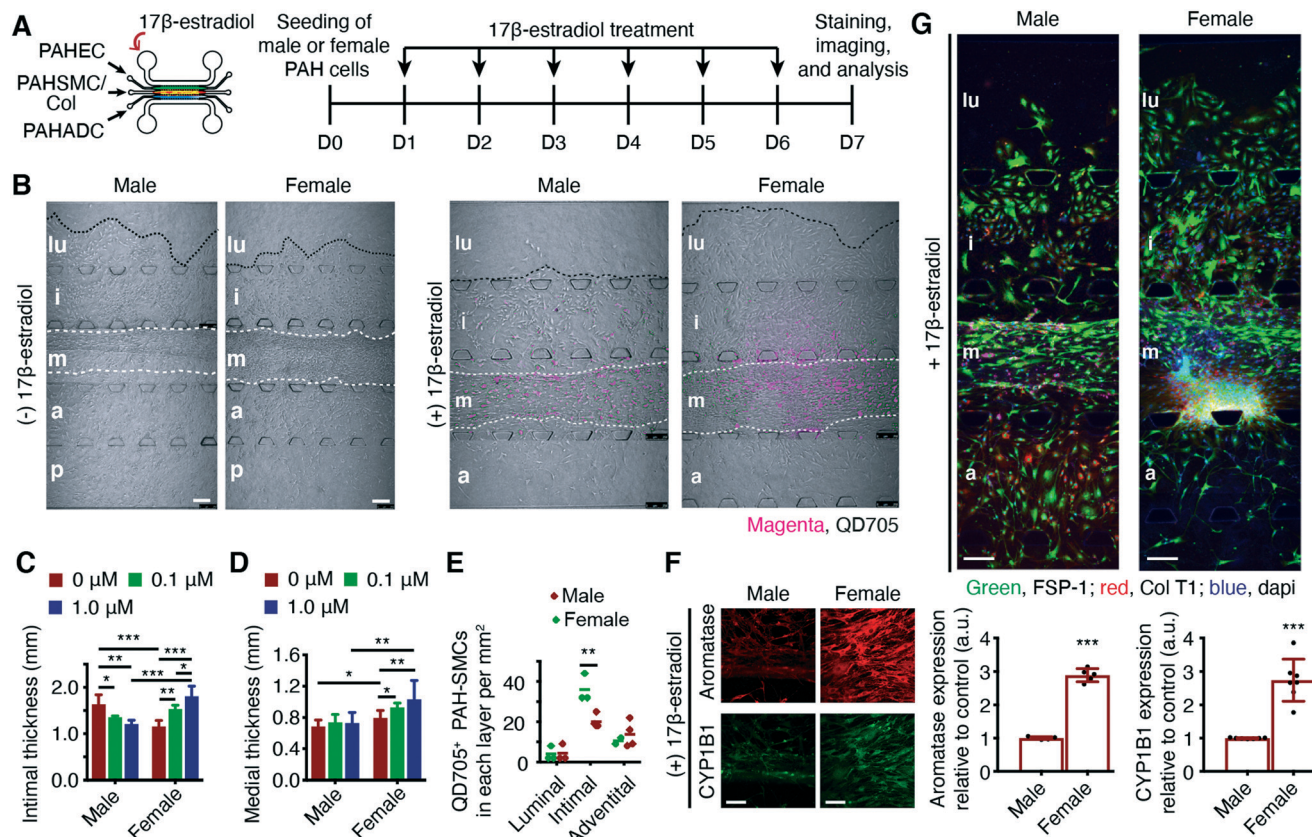 A
17β-estradiol
PAHEC
PAHSMC/
Col
PAHADC
Seeding of
male or female
PAH cells
17β-estradiol treatment
Staining,
imaging,
and analysis
D0 D1 D2 D3 D4 D5 D6 D7
B
Male Female Male Female
(-) 17β-estradiol
lu lu
i i
m m
a a
p p
(+) 17β-estradiol
lu lu
i i
m m
a a
Magenta, QD705
C
0 μM 0.1 μM
1.0 μM
Intimal thickness (mm)
2.0
1.0
0.0
***
**
*
***
***
**
*
Male Female
D
0 μM 0.1 μM
1.0 μM
Medial thickness (mm)
1.6
1.2
0.8
0.4
0.0
*
**
**
*
Male Female
E
Male
Female
QD705+ PAH-SMCs
in each layer per mm2
60
40
20
0
**
Luminal
Intimal
Adventital
F
Male Female
(+) 17β-estradiol
Aromatase
CYP1B1
Aromatase expression
relative to control (a.u.)
4
3
2
1
0
***
Male
Female
CYP1B1 expression
relative to control (a.u.)
4
3
2
1
0
***
Male
Female
G
Male Female
+ 17β-estradiol
lu lu
i i
m m
a a
Green, FSP-1; red, Col T1; blue, dapi